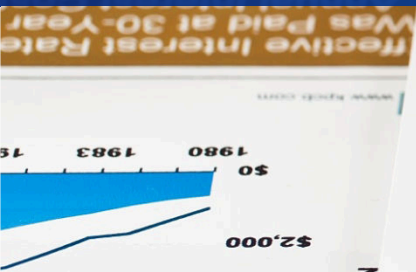 $2,000
$0
1980 1983
www.kpcb.com
ffective Interest Rate
Was Paid at 30-Year